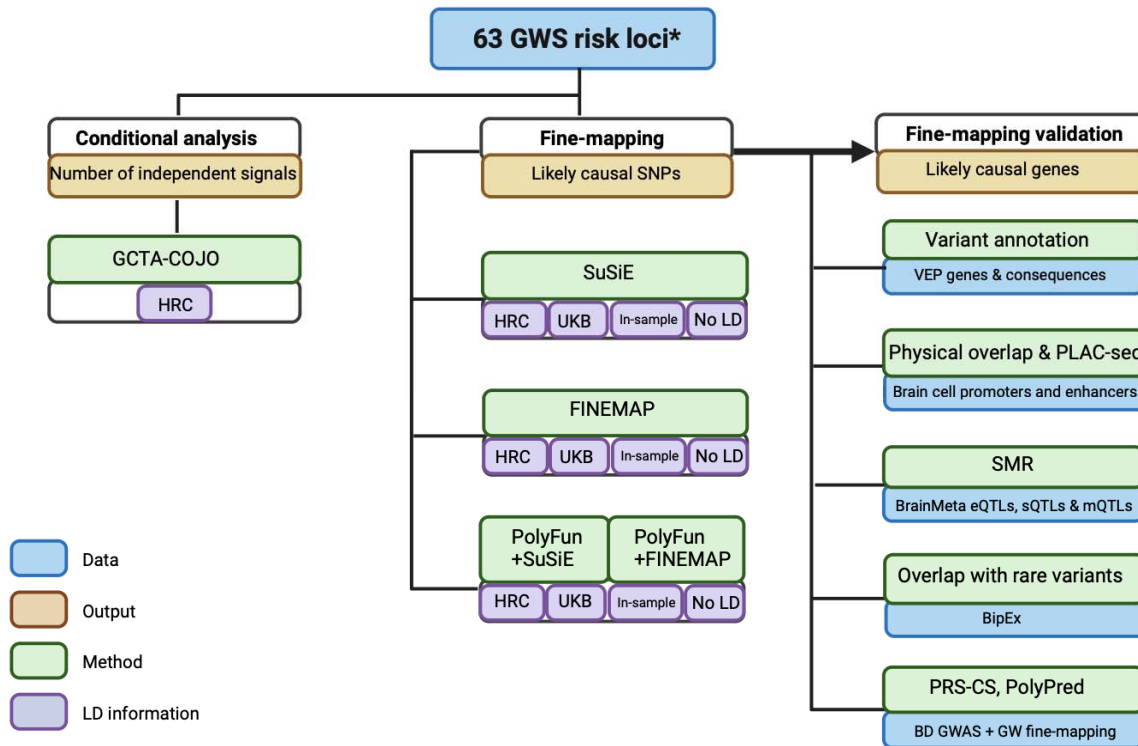 63 GWS risk loci*
Conditional analysis
Number of independent signals
GCTA-COJO
HRC
Fine-mapping
Likely causal SNPs
SuSiE
HRC UKB In-sample No LD
FINEMAP
HRC UKB In-sample No LD
PolyFun
+SuSiE
PolyFun
+FINEMAP
HRC UKB In-sample No LD
Fine-mapping validation
Likely causal genes
Variant annotation
VEP genes & consequences
Physical overlap & PLAC-seq
Brain cell promoters and enhancers
SMR
BrainMeta eQTLs, sQTLs & mQTLs
Overlap with rare variants
BipEx
PRS-CS, PolyPred
BD GWAS + GW fine-mapping
Data
Output
Method
LD information